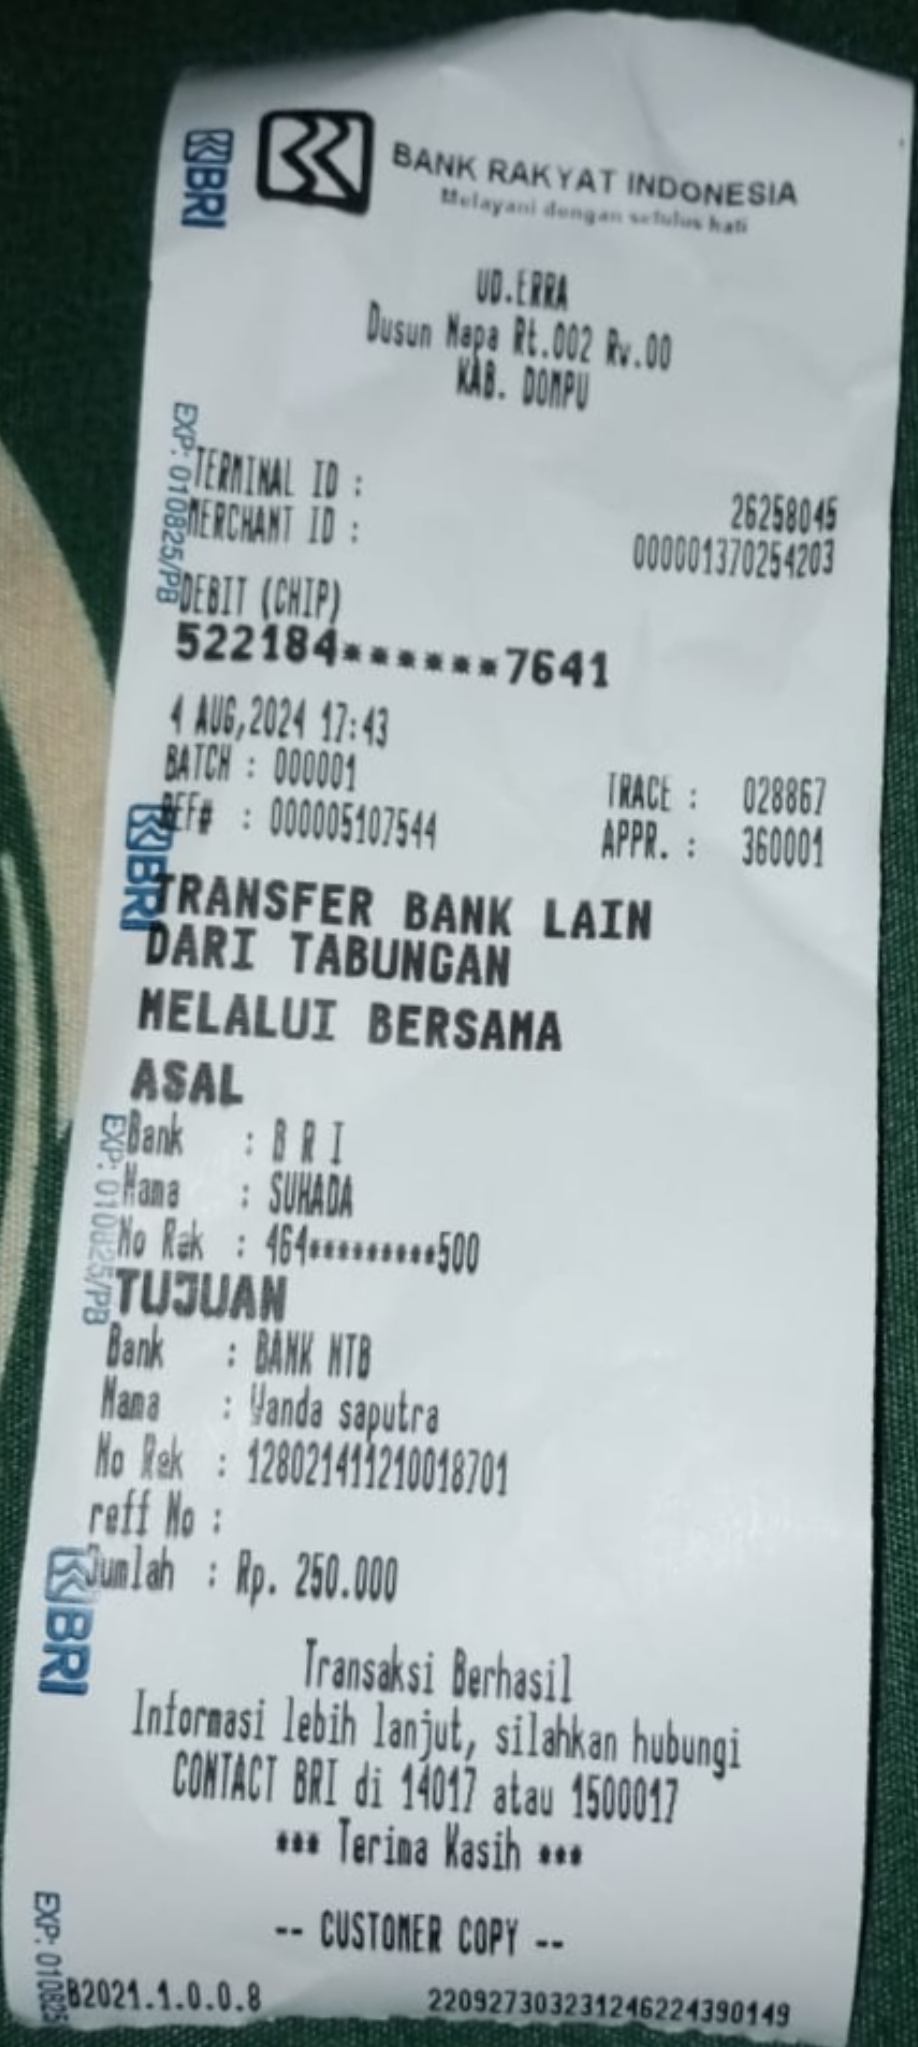 BRI
BANK RAKYAT INDONESIA
Melayani dengan setulus hati
UD.ERRA
Dusun Napa Rt.002 Rw.00
KAB. DOMPU
EXP: 010825/PB
TERMINAL ID : 26258045
MERCHANT ID : 000001370254203
DEBIT (CHIP)
522184******7641
4 AUG,2024 17:43
BATCH : 000001 TRACE : 028867
REF# : 000005107544 APPR. : 360001
BRI
TRANSFER BANK LAIN
DARI TABUNGAN
MELALUI BERSAMA
ASAL
Bank : B R I
Nama : SUHADA
No Rek : 464*********500
EXP: 010825/PB
TUJUAN
Bank : BANK NTB
Nama : Wanda saputra
No Rek : 128021411210018701
reff No :
Jumlah : Rp. 250.000
BRI
Transaksi Berhasil
Informasi lebih lanjut, silahkan hubungi
CONTACT BRI di 14017 atau 1500017
*** Terima Kasih ***
-- CUSTOMER COPY --
EXP: 010825
B2021.1.0.0.8 220927303231246224390149